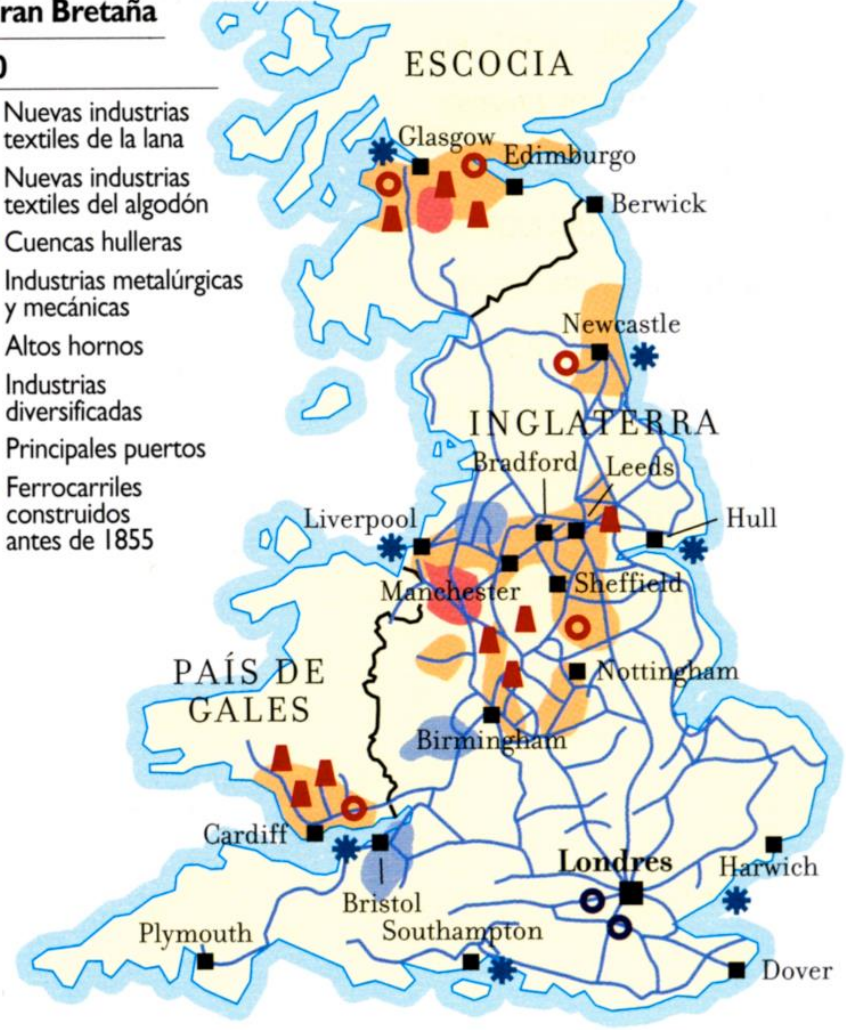 ran Bretaña
0
Nuevas industrias
textiles de la lana
Nuevas industrias
textiles del algodón
Cuencas hulleras
Industrias metalúrgicas
y mecánicas
Altos hornos
Industrias
diversificadas
Principales puertos
Ferrocarriles
construidos
antes de 1855
ESCOCIA
Glasgow
Edimburgo
Berwick
Newcastle
INGLATERRA
Bradford
Leeds
Liverpool
Hull
Manchester
Sheffield
PAÍS DE
GALES
Nottingham
Birmingham
Cardiff
Londres
Harwich
Bristol
Plymouth
Southampton
Dover